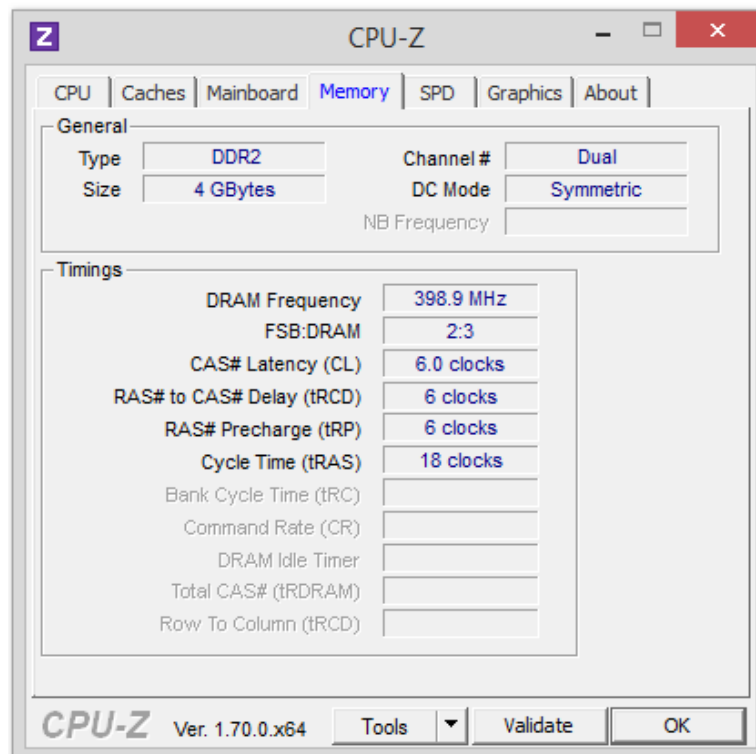 Z CPU-Z
CPU Caches Mainboard Memory SPD Graphics About
General
Type DDR2 Channel # Dual
Size 4 GBytes DC Mode Symmetric
NB Frequency
Timings
DRAM Frequency 398.9 MHz
FSB:DRAM 2:3
CAS# Latency (CL) 6.0 clocks
RAS# to CAS# Delay (tRCD) 6 clocks
RAS# Precharge (tRP) 6 clocks
Cycle Time (tRAS) 18 clocks
Bank Cycle Time (tRC)
Command Rate (CR)
DRAM Idle Timer
Total CAS# (tRDRAM)
Row To Column (tRCD)
CPU-Z Ver. 1.70.0.x64 Tools Validate OK